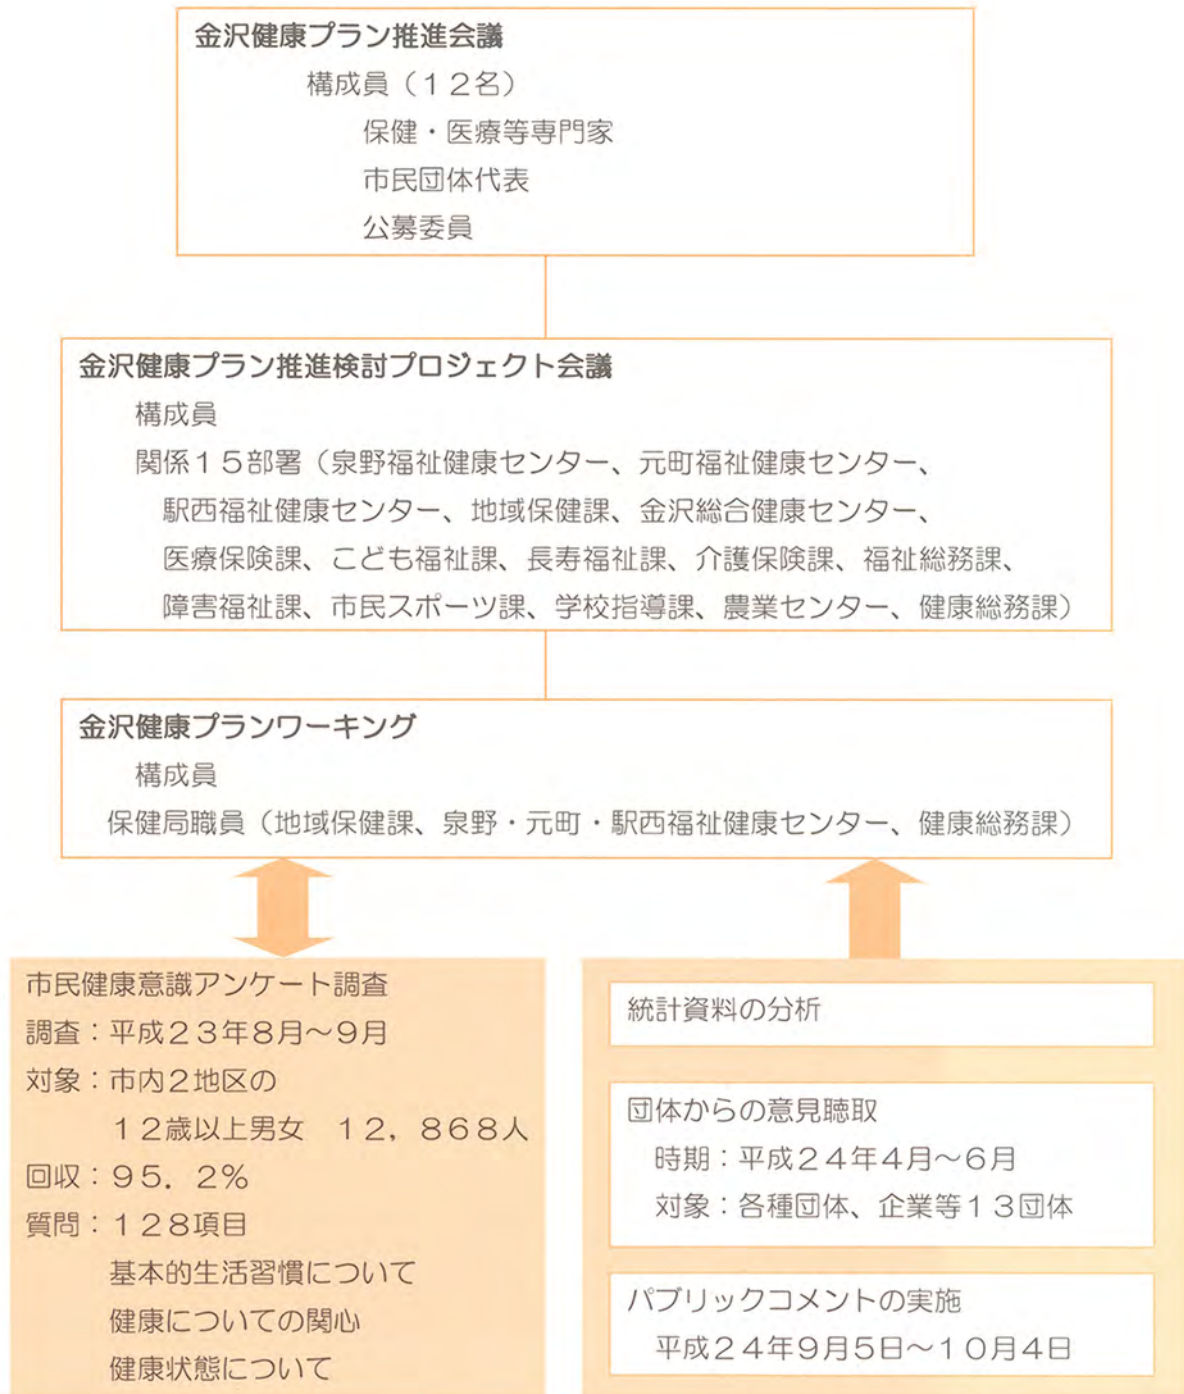 金沢健康プラン推進会議
構成員（１２名）
保健・医療等専門家
市民団体代表
公募委員
金沢健康プラン推進検討プロジェクト会議
構成員
関係１５部署（泉野福祉健康センター、元町福祉健康センター、
駅西福祉健康センター、地域保健課、金沢総合健康センター、
医療保険課、こども福祉課、長寿福祉課、介護保険課、福祉総務課、
障害福祉課、市民スポーツ課、学校指導課、農業センター、健康総務課）
金沢健康プランワーキング
構成員
保健局職員（地域保健課、泉野・元町・駅西福祉健康センター、健康総務課）
市民健康意識アンケート調査
調査：平成２３年８月～９月
対象：市内２地区の
１２歳以上男女　１２，８６８人
回収：９５．２％
質問：１２８項目
基本的生活習慣について
健康についての関心
健康状態について
統計資料の分析
団体からの意見聴取
時期：平成２４年４月～６月
対象：各種団体、企業等１３団体
パブリックコメントの実施
平成２４年９月５日～１０月４日